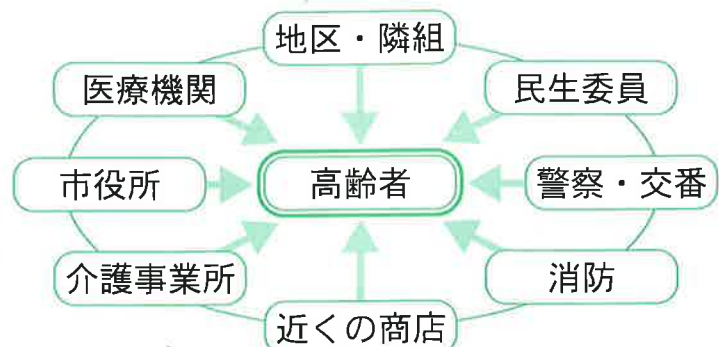 地区・隣組
医療機関
民生委員
市役所
高齢者
警察・交番
介護事業所
消防
近くの商店